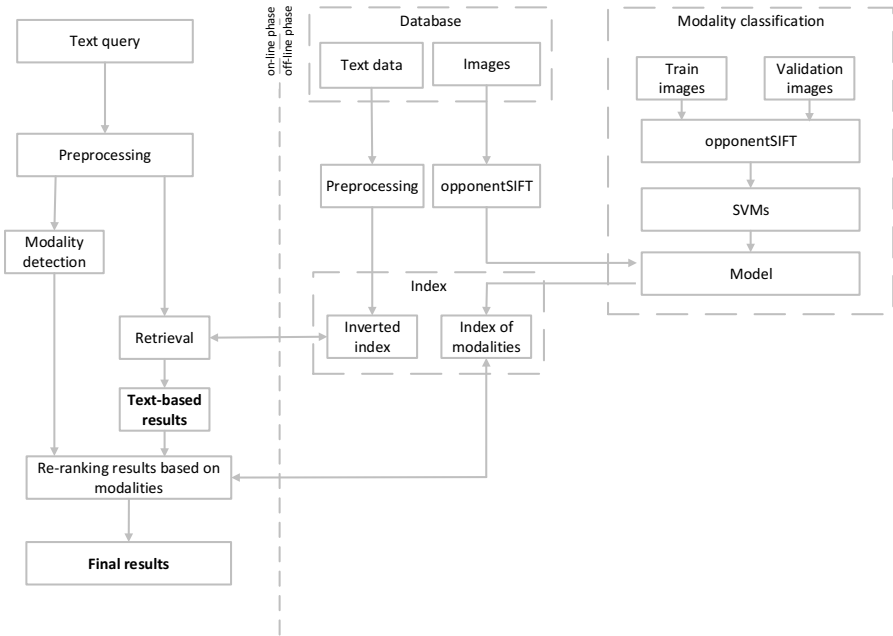 Text query
Preprocessing
Modality
detection
Retrieval
Text-based
results
Re-ranking results based on
modalities
Final results
on-line phase
off-line phase
Database
Text data
Images
Preprocessing
opponentSIFT
Index
Inverted
index
Index of
modalities
Modality classification
Train
images
Validation
images
opponentSIFT
SVMs
Model